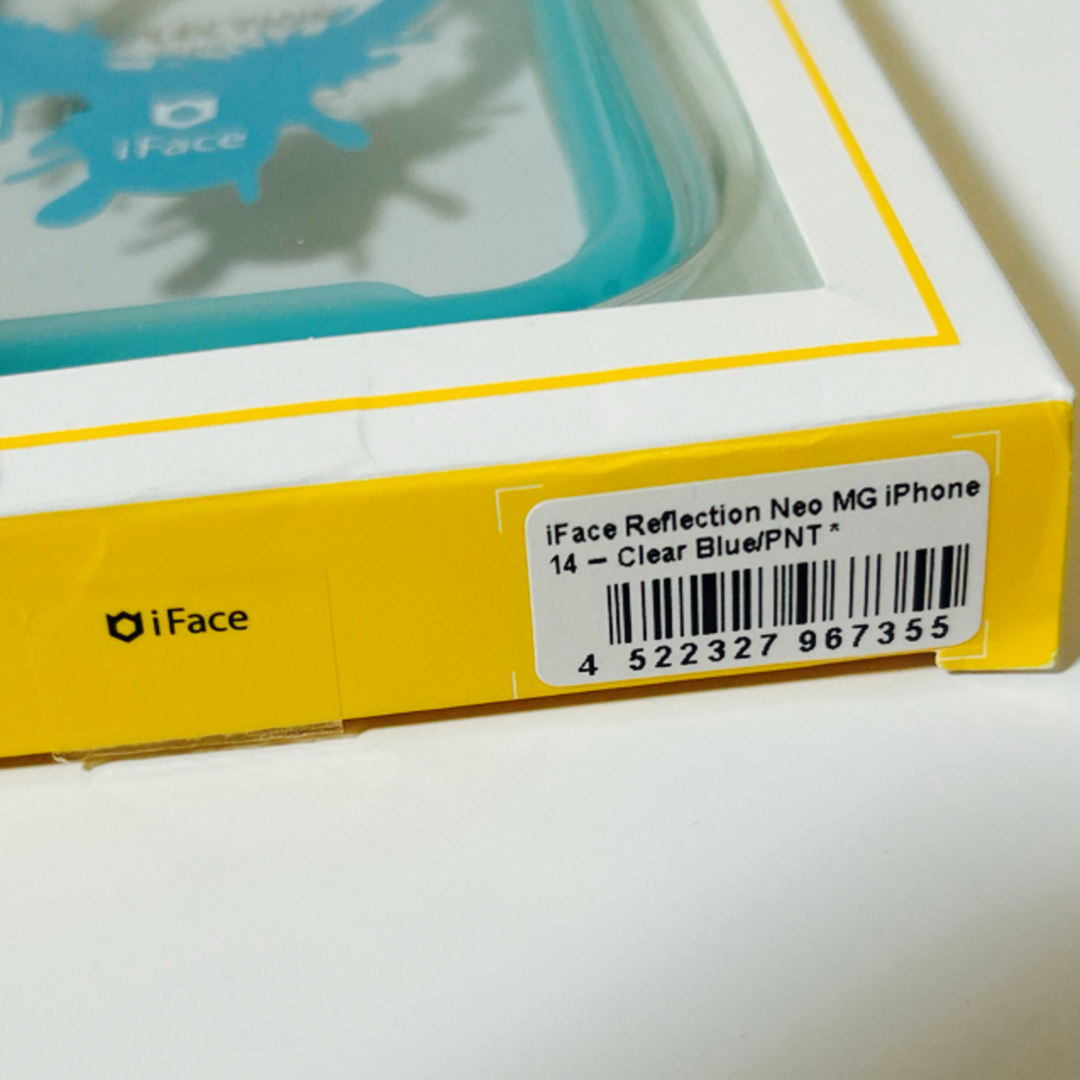 iFace
iFace Reflection Neo MG iPhone
14 – Clear Blue/PNT *
4 522327 967355
iFace